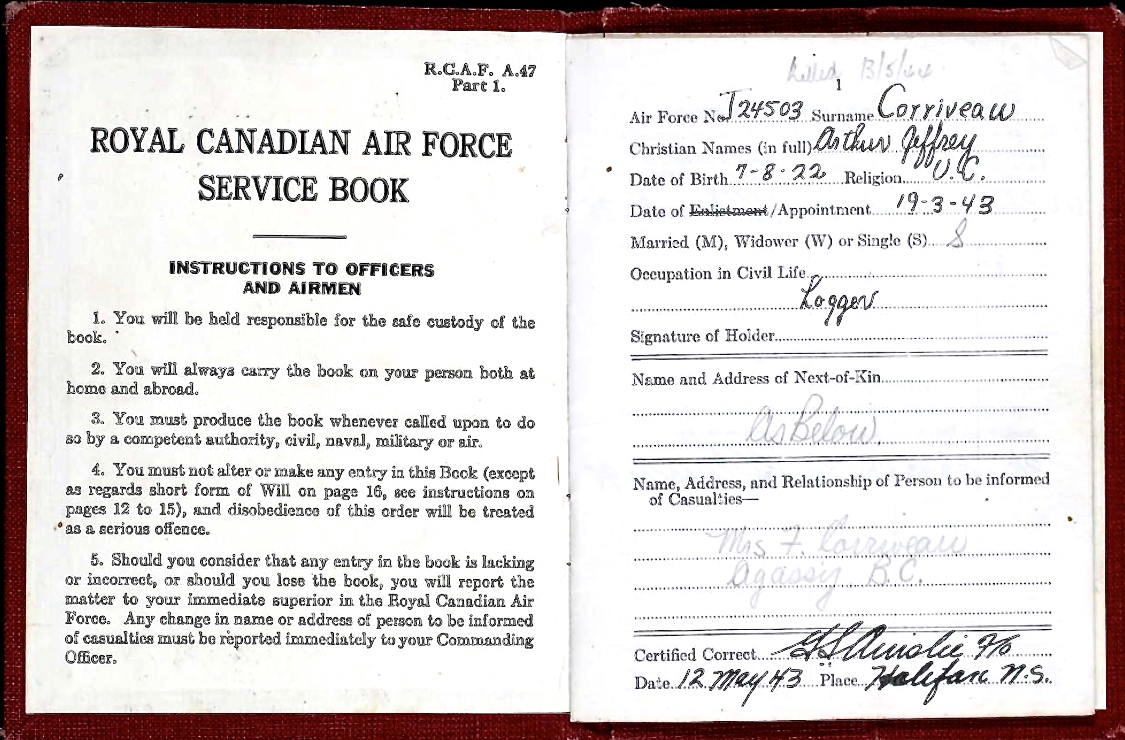 R.C.A.F. A.47
Part 1.
ROYAL CANADIAN AIR FORCE
SERVICE BOOK
INSTRUCTIONS TO OFFICERS
AND AIRMEN
1. You will be held responsible for the safe custody of the
book.
2. You will always carry the book on your person both at
home and abroad.
3. You must produce the book whenever called upon to do
so by a competent authority, civil, naval, military or air.
4. You must not alter or make any entry in this Book (except
as regards short form of Will on page 16, see instructions on
pages 12 to 15), and disobedience of this order will be treated
as a serious offence.
5. Should you consider that any entry in the book is lacking
or incorrect, or should you lose the book, you will report the
matter to your immediate superior in the Royal Canadian Air
Force. Any change in name or address of person to be informed
of casualties must be reported immediately to your Commanding
Officer.
killed 13/5/44
1
Air Force No. J24503 Surname Corriveau
Christian Names (in full) Arthur Jeffrey
Date of Birth 7-8-22 Religion U.C.
Date of Enlistment/Appointment 19-3-43
Married (M), Widower (W) or Single (S) S
Occupation in Civil Life
Logger
Signature of Holder
Name and Address of Next-of-Kin
As Below
Name, Address, and Relationship of Person to be informed
of Casualties—
Mrs F. Corriveau
Agassiz B.C.
Certified Correct F/O
Date 12 May 43 Place Halifax N.S.